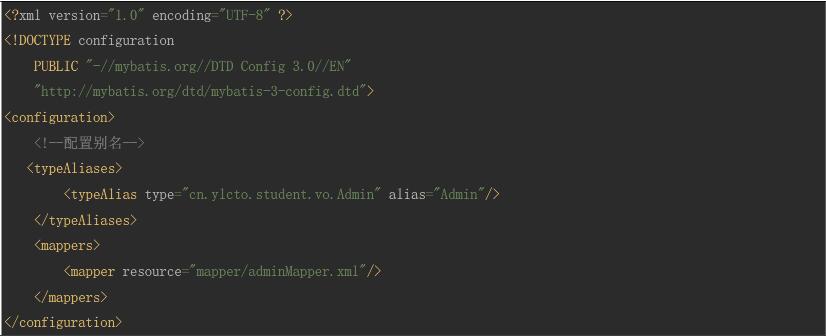 <?xml version="1.0" encoding="UTF-8" ?>
<!DOCTYPE configuration
PUBLIC "-//mybatis.org//DTD Config 3.0//EN"
"http://mybatis.org/dtd/mybatis-3-config.dtd">
<configuration>
<!--配置别名-->
<typeAliases>
<typeAlias type="cn.ylcto.student.vo.Admin" alias="Admin"/>
</typeAliases>
<mappers>
<mapper resource="mapper/adminMapper.xml"/>
</mappers>
</configuration>